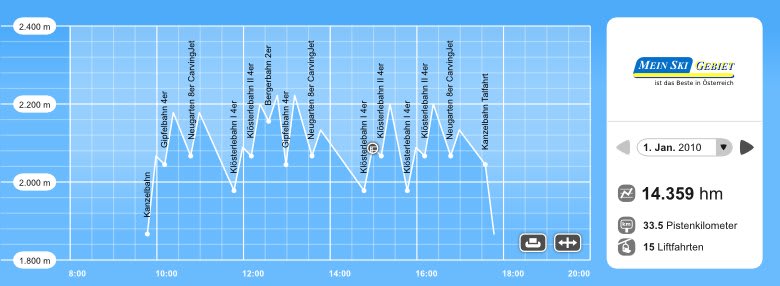 2.400 m
2.200 m
2.000 m
1.800 m
Kanzelbahn
Gipfelbahn 4er
Neugarten 8er CarvingJet
Klösterlebahn I 4er
Klösterlebahn II 4er
Bergerbahn 2er
Gipfelbahn 4er
Neugarten 8er CarvingJet
Klösterlebahn I 4er
Klösterlebahn II 4er
Klösterlebahn I 4er
Klösterlebahn II 4er
Neugarten 8er CarvingJet
Kanzelbahn Talfahrt
8:00
10:00
12:00
14:00
16:00
18:00
20:00
MEIN SKI GEBIET
ist das Beste in Österreich
1. Jan. 2010
14.359 hm
km
33.5 Pistenkilometer
15 Liftfahrten